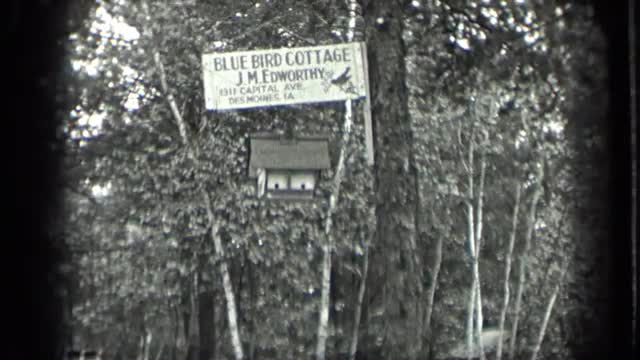 BLUE BIRD COTTAGE
J.M.EDWORTHY
1311 CAPITAL AVE.
DES MOINES, IA.